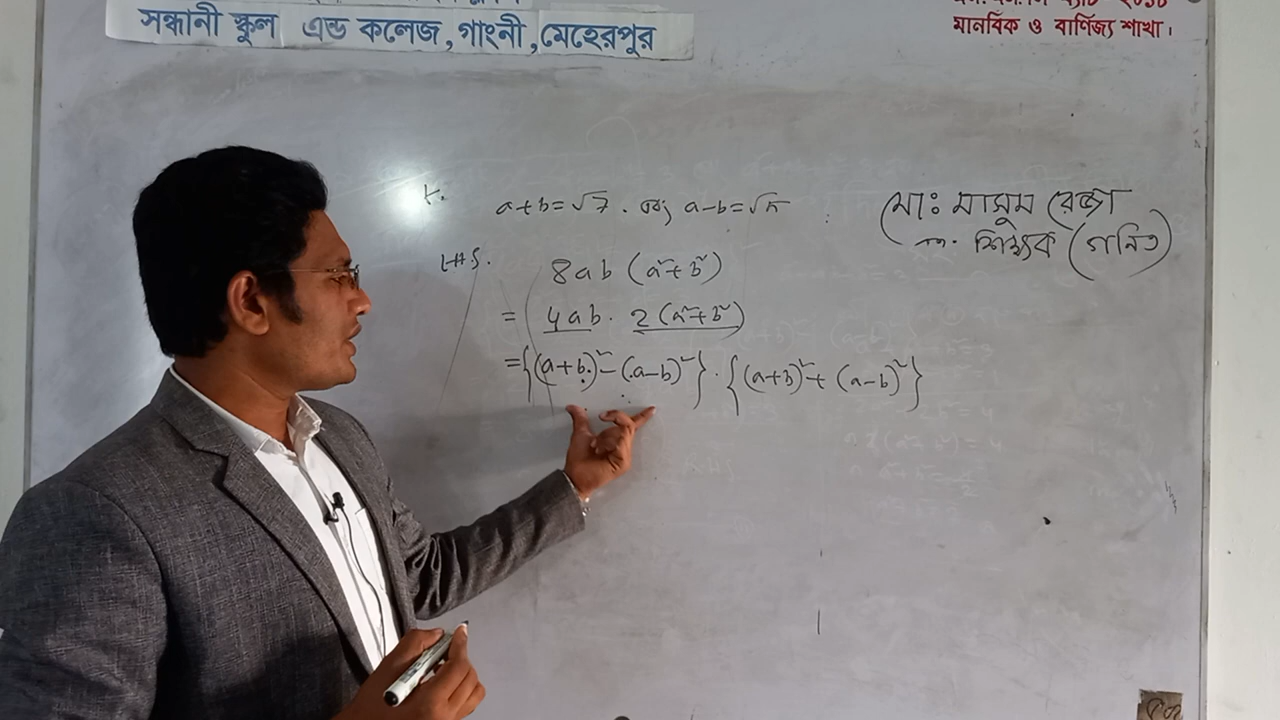 সন্ধানী স্কুল এন্ড কলেজ, গাংনী, মেহেরপুর
মানবিক ও বাণিজ্য শাখা।
a+b=√7. এবং a-b=√5
মোঃ মাসুম রেজা
স. শিক্ষক (গনিত)
LHS.
8ab (a²+b²)
= 4ab. 2(a²+b²)
={(a+b)²-(a-b)²}.{(a+b)²+(a-b)²}